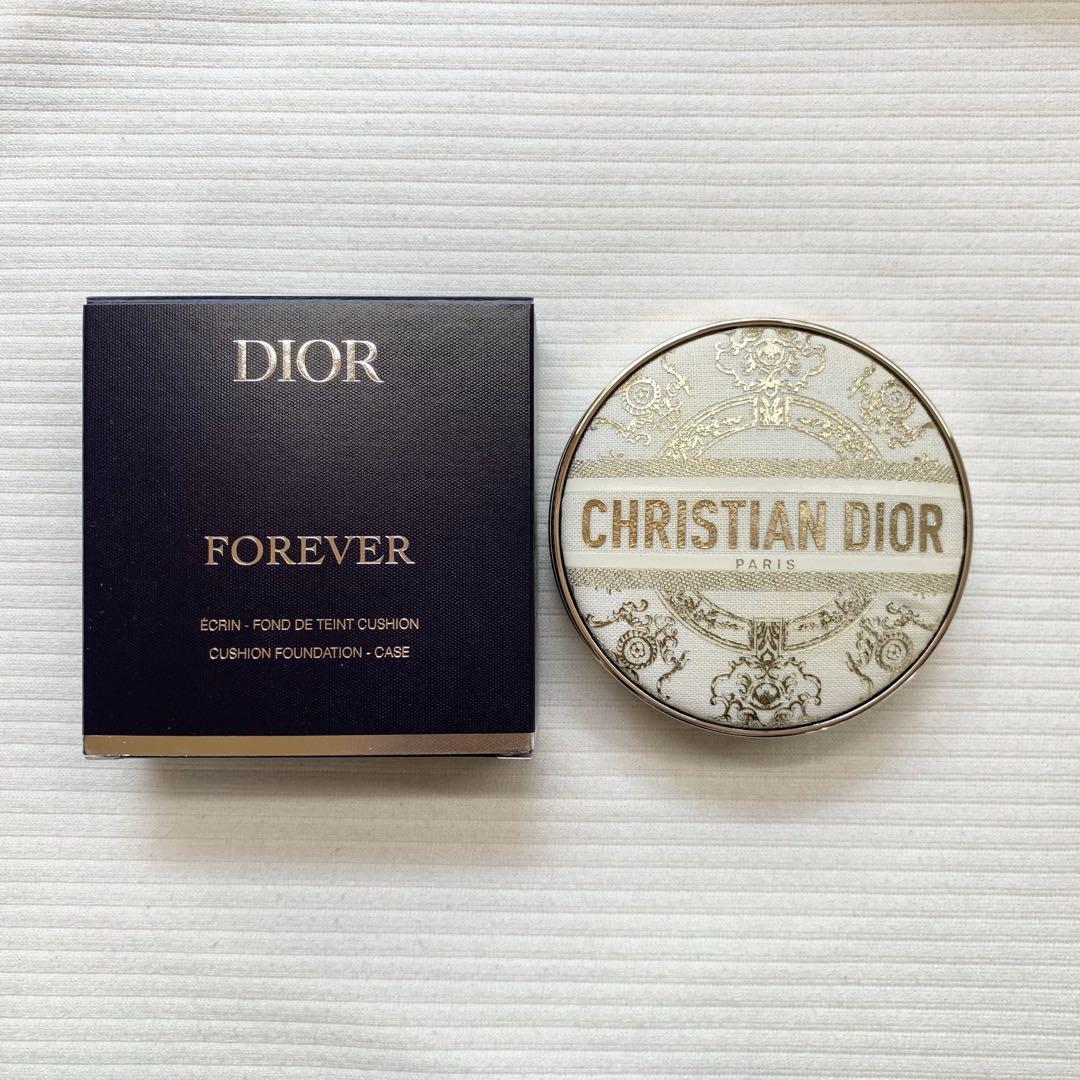 DIOR
FOREVER
ÉCRIN - FOND DE TEINT CUSHION
CUSHION FOUNDATION - CASE
CHRISTIAN DIOR
PARIS